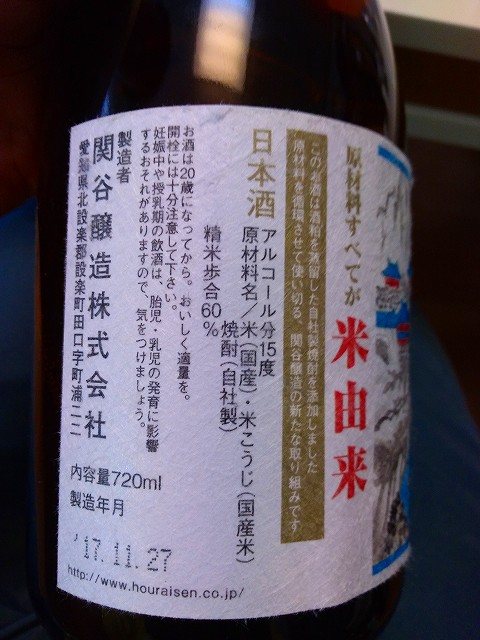 原材料すべてが
米由来
このお酒は酒粕を蒸留した自社製焼酎を添加しました
原材料を循環させて使い切る、関谷醸造の新たな取り組みです
日本酒
アルコール分15度
原材料名／米(国産)・米こうじ(国産米)
焼酎(自社製)
精米歩合60%
お酒は20歳になってから。おいしく適量を。
開栓には十分注意して下さい。
妊娠中や授乳期の飲酒は、胎児・乳児の発育に影響
するおそれがありますので、気をつけましょう。
製造者
関谷醸造株式会社
愛知県北設楽郡設楽町田口字町浦二二
内容量720ml
製造年月
'17.11.27
http://www.houraisen.co.jp/